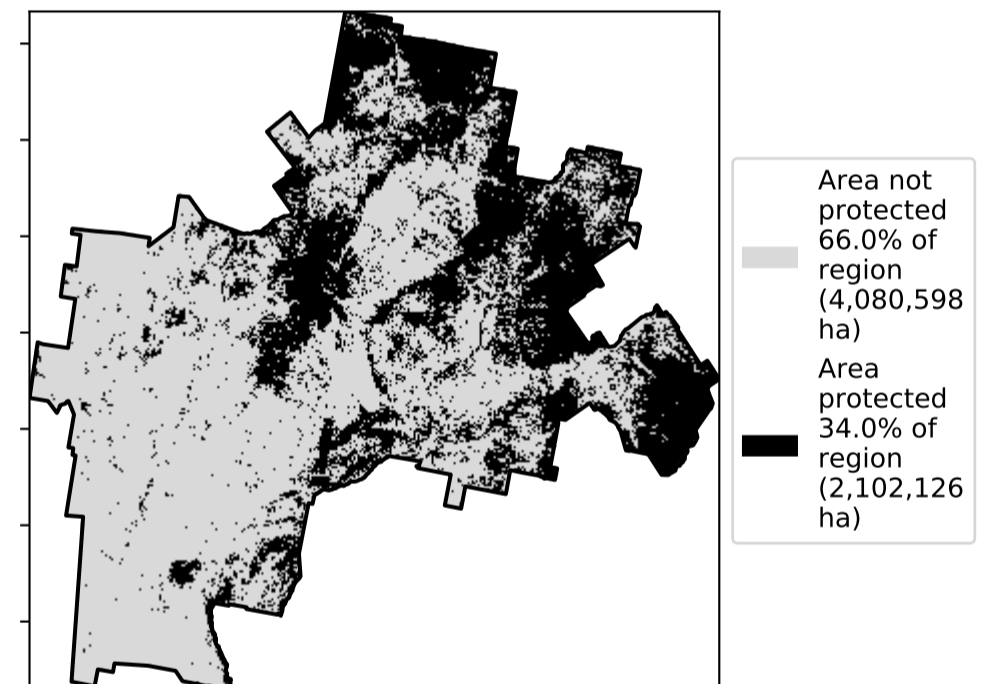 Area not
protected
66.0% of
region
(4,080,598
ha)
Area
protected
34.0% of
region
(2,102,126
ha)